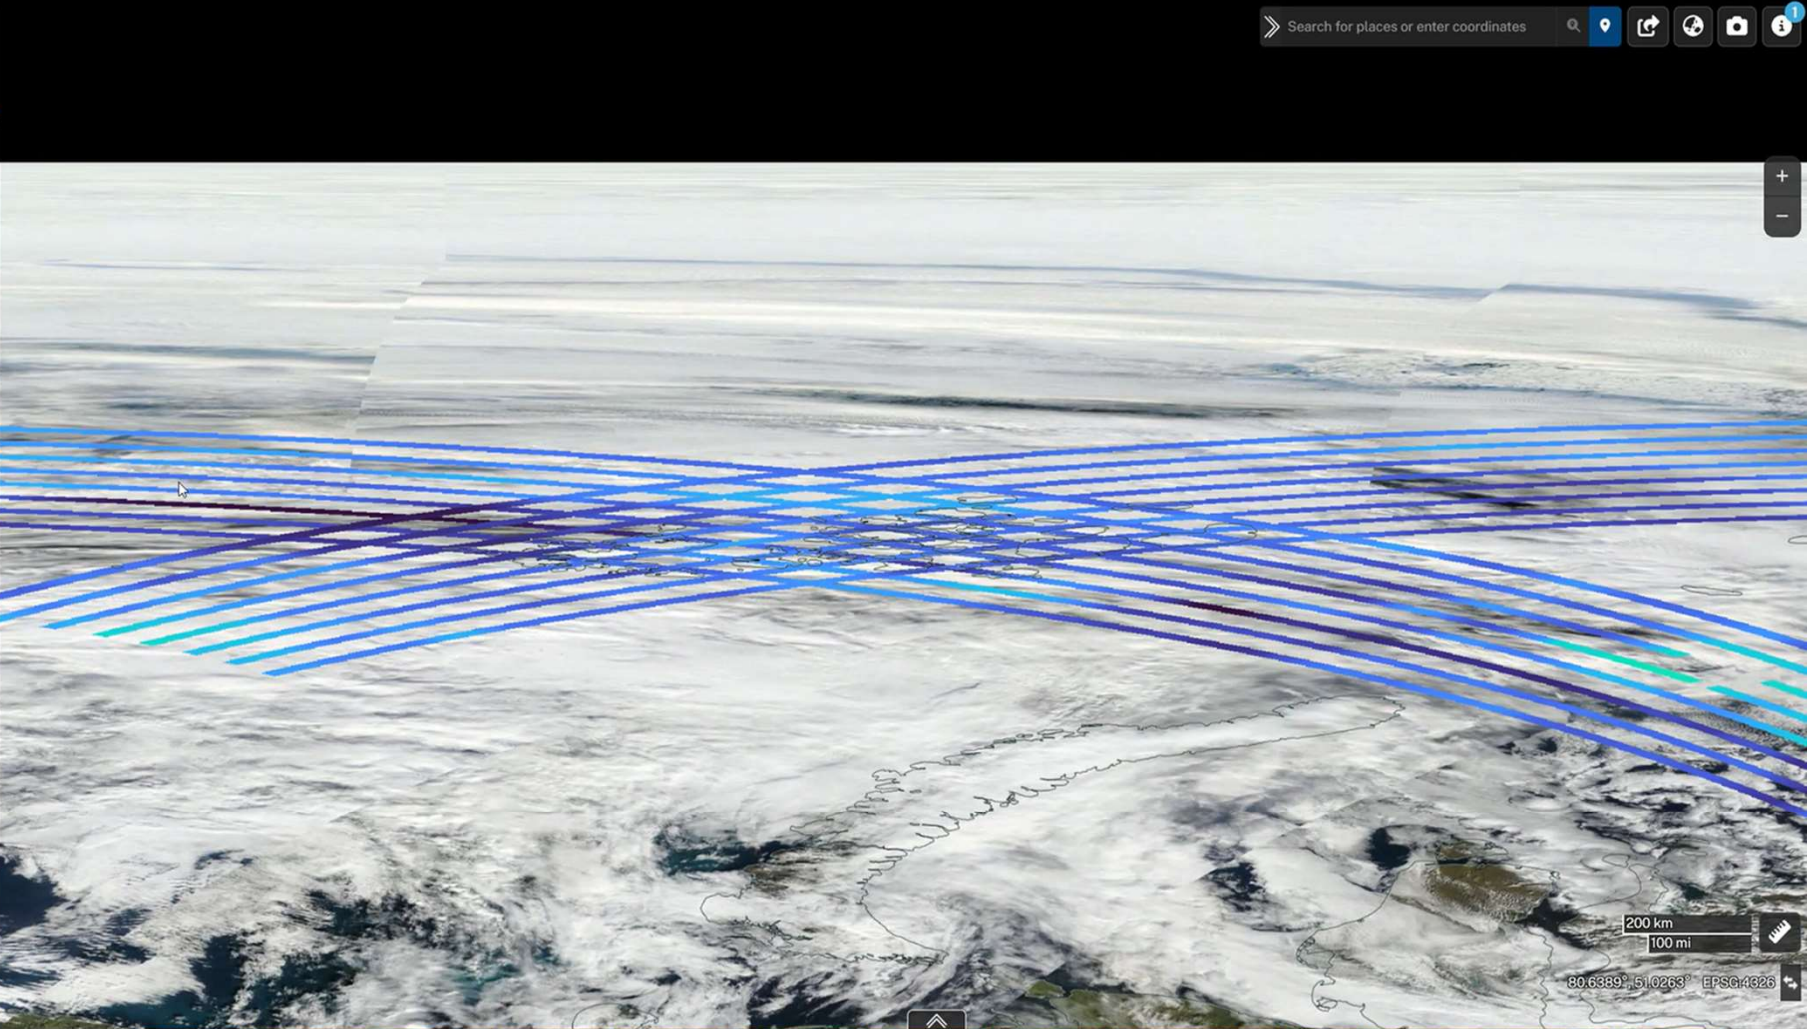 Search for places or enter coordinates
1
+
−
200 km
100 mi
80.6389°, 51.0263° EPSG:4326